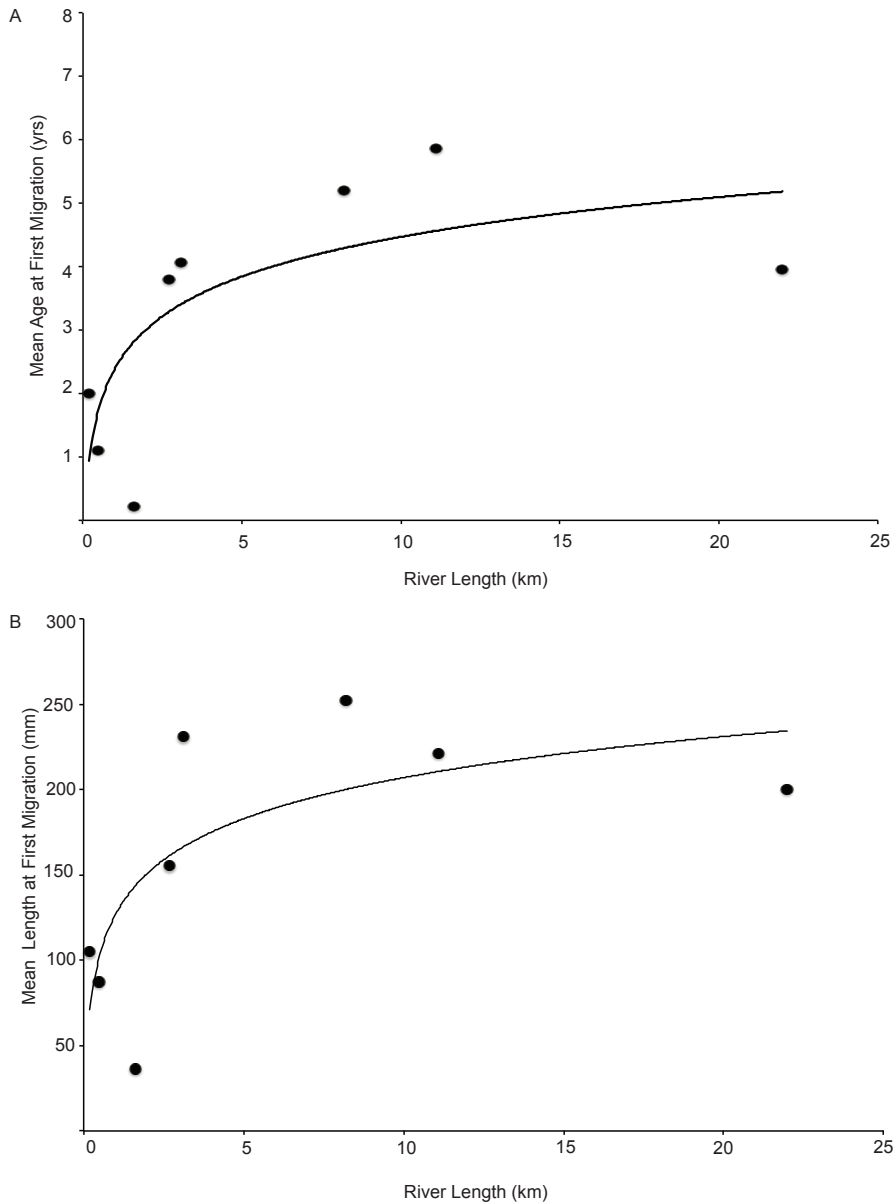 A
8
7
6
5
4
3
2
1
Mean Age at First Migration (yrs)
0 5 10 15 20 25
River Length (km)
B
300
250
200
150
100
50
Mean Length at First Migration (mm)
0 5 10 15 20 25
River Length (km)